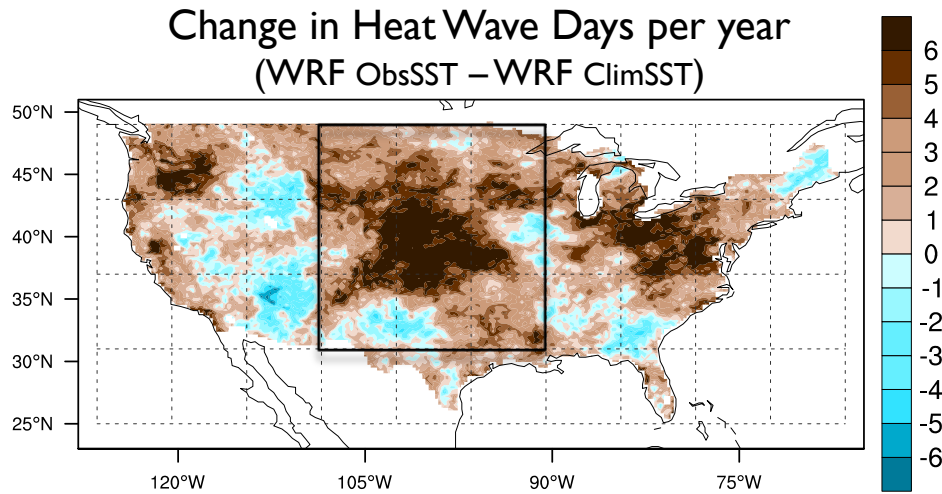 Change in Heat Wave Days per year
(WRF ObsSST – WRF ClimSST)
50°N
45°N
40°N
35°N
30°N
25°N
120°W
105°W
90°W
75°W
6
5
4
3
2
1
0
-1
-2
-3
-4
-5
-6